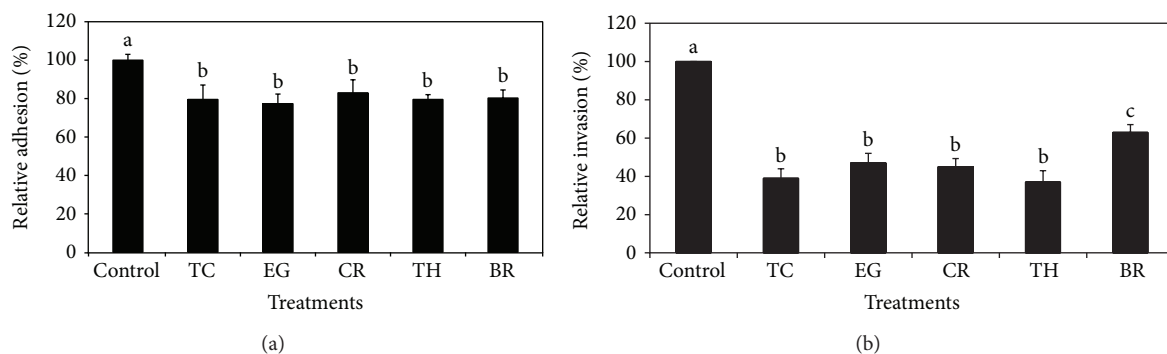 120
100
80
60
40
20
0
Relative adhesion (%)
a
b
b
b
b
b
Control TC EG CR TH BR
Treatments
(a)
120
100
80
60
40
20
0
Relative invasion (%)
a
b
b
b
b
c
Control TC EG CR TH BR
Treatments
(b)